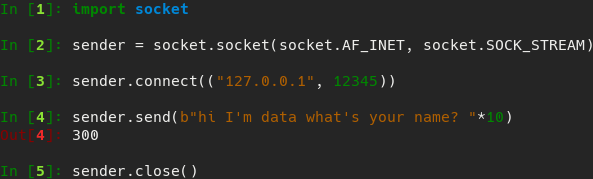 In [1]: import socket
In [2]: sender = socket.socket(socket.AF_INET, socket.SOCK_STREAM)
In [3]: sender.connect(("127.0.0.1", 12345))
In [4]: sender.send(b"hi I'm data what's your name? "*10)
Out[4]: 300
In [5]: sender.close()